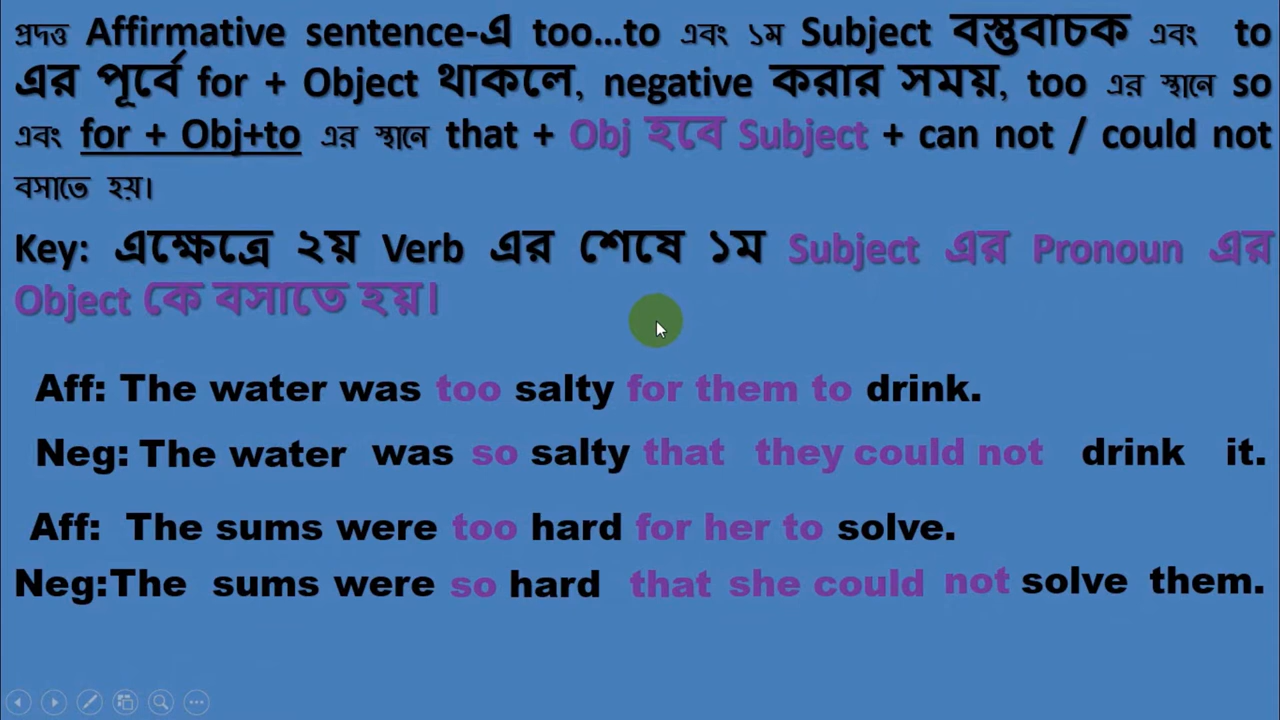 প্রদত্ত Affirmative sentence-এ too...to এবং ১ম Subject বস্তুবাচক এবং to
এর পূর্বে for + Object থাকলে, negative করার সময়, too এর স্থানে so
এবং for + Obj+to এর স্থানে that + Obj হবে Subject + can not / could not
বসাতে হয়।
Key: এক্ষেত্রে ২য় Verb এর শেষে ১ম Subject এর Pronoun এর
Object কে বসাতে হয়।
Aff: The water was too salty for them to drink.
Neg: The water was so salty that they could not drink it.
Aff: The sums were too hard for her to solve.
Neg:The sums were so hard that she could not solve them.